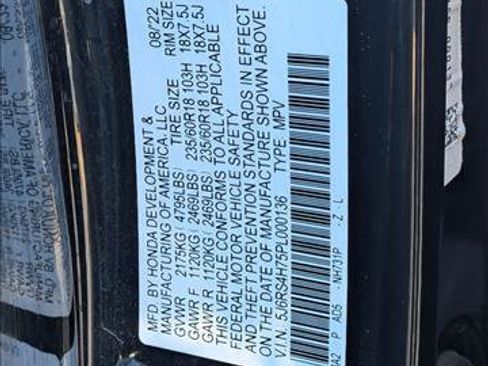 MFD. BY HONDA DEVELOPMENT & 08/22
MANUFACTURING OF AMERICA, LLC
TIRE SIZE RIM SIZE
GVWR 2175KG (4795LBS)
GAWR F 1120KG (2469LBS) 235/60R18 103H 18X7.5J
GAWR R 1120KG (2469LBS) 235/60R18 103H 18X7.5J
THIS VEHICLE CONFORMS TO ALL APPLICABLE
FEDERAL MOTOR VEHICLE SAFETY
AND THEFT PREVENTION STANDARDS IN EFFECT
ON THE DATE OF MANUFACTURE SHOWN ABOVE.
V.I.N. 5J6RS4H75PL000136 TYPE: MPV
A2 P AD5 -NH731P -Z-L